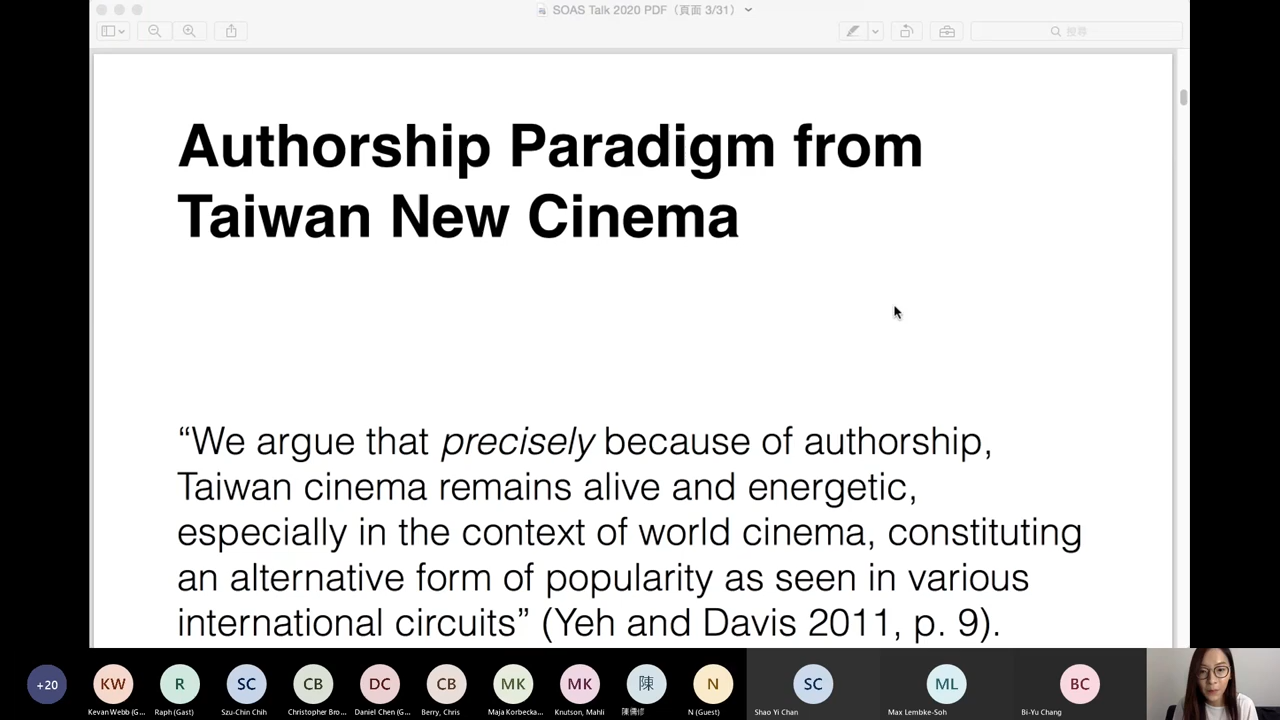 SOAS Talk 2020 PDF（頁面 3/31）
搜尋
Authorship Paradigm from
Taiwan New Cinema
“We argue that precisely because of authorship,
Taiwan cinema remains alive and energetic,
especially in the context of world cinema, constituting
an alternative form of popularity as seen in various
international circuits” (Yeh and Davis 2011, p. 9).
+20 KW R SC CB DC CB MK MK 陳 N SC ML BC
Kevan Webb (G... Raph (Gast) Szu-Chin Chih Christopher Bro... Daniel Chen (G... Berry, Chris Maja Korbecka... Knutson, Mahli N (Guest) Shao Yi Chan Max Lembke-Soh Bi-Yu Chang